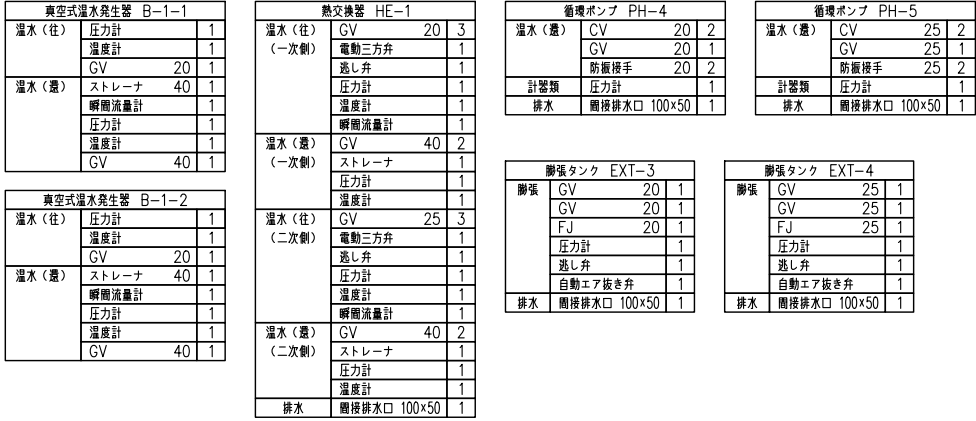 真空式温水発生器 B-1-1
温水（往） 圧力計 1
温度計 1
GV 20 1
温水（還） ストレーナ 40 1
瞬間流量計 1
圧力計 1
温度計 1
GV 40 1
真空式温水発生器 B-1-2
温水（往） 圧力計 1
温度計 1
GV 20 1
温水（還） ストレーナ 40 1
瞬間流量計 1
圧力計 1
温度計 1
GV 40 1
熱交換器 HE-1
温水（往） GV 20 3
（一次側） 電動三方弁 1
逃し弁 1
圧力計 1
温度計 1
瞬間流量計 1
温水（還） GV 40 2
（一次側） ストレーナ 1
圧力計 1
温度計 1
温水（往） GV 25 3
（二次側） 電動三方弁 1
逃し弁 1
圧力計 1
温度計 1
瞬間流量計 1
温水（還） GV 40 2
（二次側） ストレーナ 1
圧力計 1
温度計 1
排水 間接排水口 100×50 1
循環ポンプ PH-4
温水（還） CV 20 2
GV 20 1
防振接手 20 2
計器類 圧力計 1
排水 間接排水口 100×50 1
循環ポンプ PH-5
温水（還） CV 25 2
GV 25 1
防振接手 25 2
計器類 圧力計 1
排水 間接排水口 100×50 1
膨張タンク EXT-3
膨張 GV 20 1
GV 20 1
FJ 20 1
圧力計 1
逃し弁 1
自動エア抜き弁 1
排水 間接排水口 100×50 1
膨張タンク EXT-4
膨張 GV 25 1
GV 25 1
FJ 25 1
圧力計 1
逃し弁 1
自動エア抜き弁 1
排水 間接排水口 100×50 1